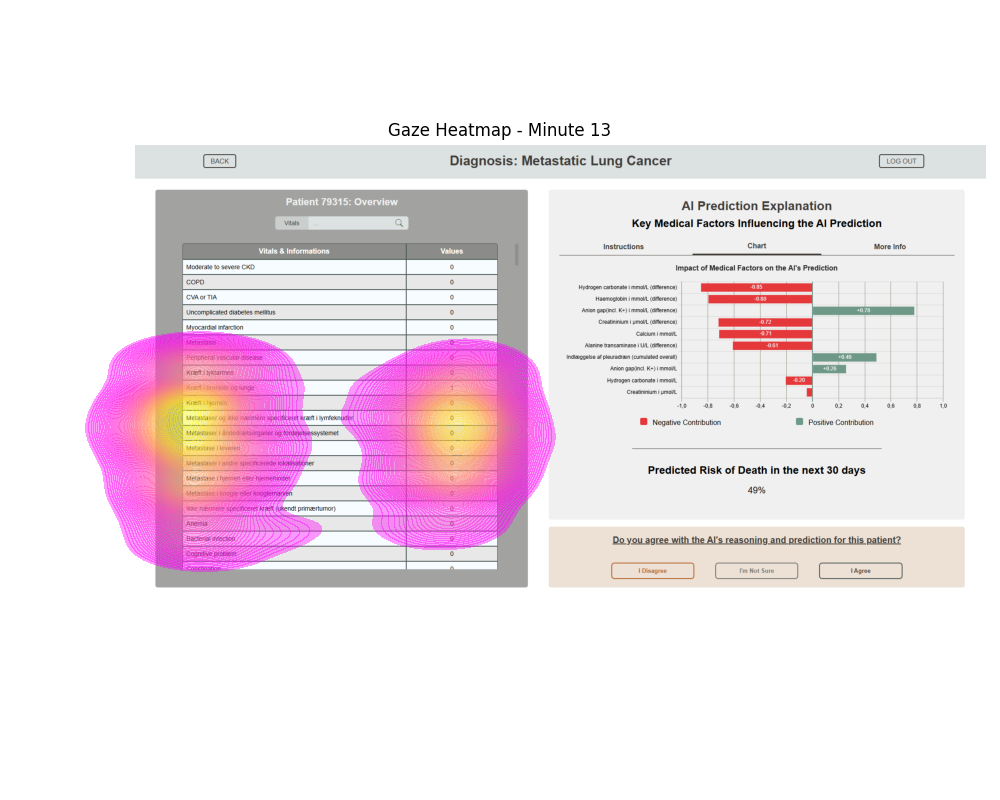 Gaze Heatmap - Minute 13
BACK
Diagnosis: Metastatic Lung Cancer
LOG OUT
Patient 79315: Overview
Vitals ...
Vitals & Informations Values
Moderate to severe CKD 0
COPD 0
CVA or TIA 0
Uncomplicated diabetes mellitus 0
Myocardial infarction 0
Metastase 0
Peripheral vascular disease 0
Kræft i tyktarmen 0
Kræft i bronkie og lunge 1
Kræft i hjernen 0
Metastaser og ikke nærmere specificeret kræft i lymfeknuder 0
Metastaser i åndedrætsorganer og fordøjelsessystemet 0
Metastase i leveren 0
Metastaser i andre specificerede lokalisationer 0
Metastase i hjernen eller hjernehinder 0
Metastase i knogle eller knoglemarven 0
Ikke nærmere specificeret kræft (ukendt primærtumor) 0
Anemia 0
Bacterial infection 0
Cognitive problem 0
Constipation 0
AI Prediction Explanation
Key Medical Factors Influencing the AI Prediction
Instructions Chart More Info
Impact of Medical Factors on the AI's Prediction
Hydrogen carbonate i mmol/L (difference) -0.85
Haemoglobin i mmol/L (difference) -0.80
Anion gap(incl. K+) i mmol/L (difference) +0.78
Creatininium i µmol/L (difference) -0.72
Calcium i mmol/L -0.71
Alanine transaminase i U/L (difference) -0.61
Indlæggelse af pleuradræn (cumulated overall) +0.49
Anion gap(incl. K+) i mmol/L +0.26
Hydrogen carbonate i mmol/L -0.20
Creatininium i µmol/L
-1,0 -0,8 -0,6 -0,4 -0,2 0 0,2 0,4 0,6 0,8 1,0
Negative Contribution Positive Contribution
Predicted Risk of Death in the next 30 days
49%
Do you agree with the AI's reasoning and prediction for this patient?
I Disagree I'm Not Sure I Agree